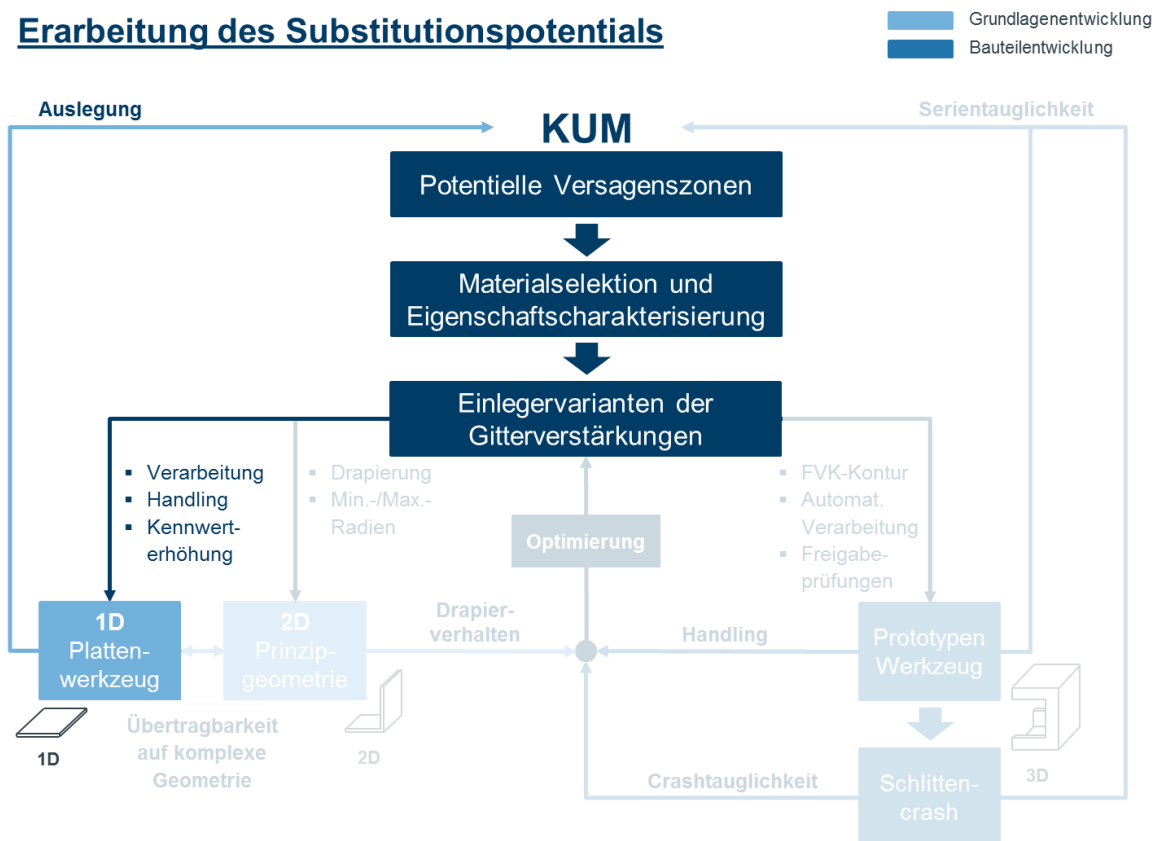 Erarbeitung des Substitutionspotentials
Grundlagenentwicklung
Bauteilentwicklung
Auslegung
Serientauglichkeit
KUM
Potentielle Versagenszonen
Materialselektion und
Eigenschaftscharakterisierung
Einlegervarianten der
Gitterverstärkungen
▪ Verarbeitung
▪ Handling
▪ Kennwert-
erhöhung
▪ Drapierung
▪ Min.-/Max.-
Radien
▪ FVK-Kontur
▪ Automat.
Verarbeitung
▪ Freigabe-
prüfungen
Optimierung
1D
Platten-
werkzeug
2D
Prinzip-
geometrie
Drapier-
verhalten
Handling
Prototypen
Werkzeug
1D
Übertragbarkeit
auf komplexe
Geometrie
2D
3D
Crashtauglichkeit
Schlitten-
crash